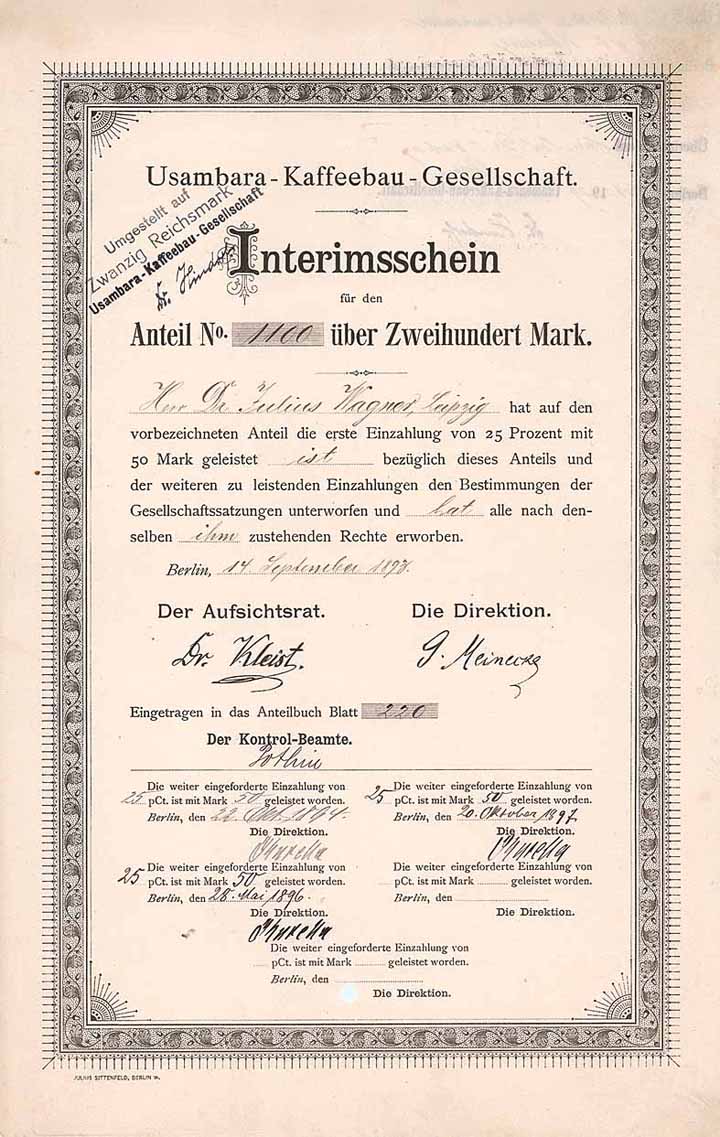 Usambara-Kaffeebau-Gesellschaft.
Umgestellt auf
Zwanzig Reichsmark
Usambara-Kaffeebau-Gesellschaft
Dr.
Interimsschein
für den
Anteil No. 1100 über Zweihundert Mark.
Herr Dr. Julius Wagner, Leipzig hat auf den
vorbezeichneten Anteil die erste Einzahlung von 25 Prozent mit
50 Mark geleistet ist bezüglich dieses Anteils und
der weiteren zu leistenden Einzahlungen den Bestimmungen der
Gesellschaftssatzungen unterworfen und hat alle nach den-
selben ihm zustehenden Rechte erworben.
Berlin, 14 September 1893.
Der Aufsichtsrat. Die Direktion.
Dr. Kleist. G. Meinecke
Eingetragen in das Anteilbuch Blatt 220
Der Kontrol-Beamte.
Die weiter eingeforderte Einzahlung von
25 pCt. ist mit Mark 50 geleistet worden.
Berlin, den 22. Okt. 1894.
Die Direktion.
Die weiter eingeforderte Einzahlung von
25 pCt. ist mit Mark 50 geleistet worden.
Berlin, den 20. Oktober 1897
Die Direktion.
Die weiter eingeforderte Einzahlung von
25 pCt. ist mit Mark 50 geleistet worden.
Berlin, den 28. Mai 1896.
Die Direktion.
Die weiter eingeforderte Einzahlung von
pCt. ist mit Mark geleistet worden.
Berlin, den
Die Direktion.
Die weiter eingeforderte Einzahlung von
pCt. ist mit Mark geleistet worden.
Berlin, den
Die Direktion.
JULIUS SITTENFELD, BERLIN W.